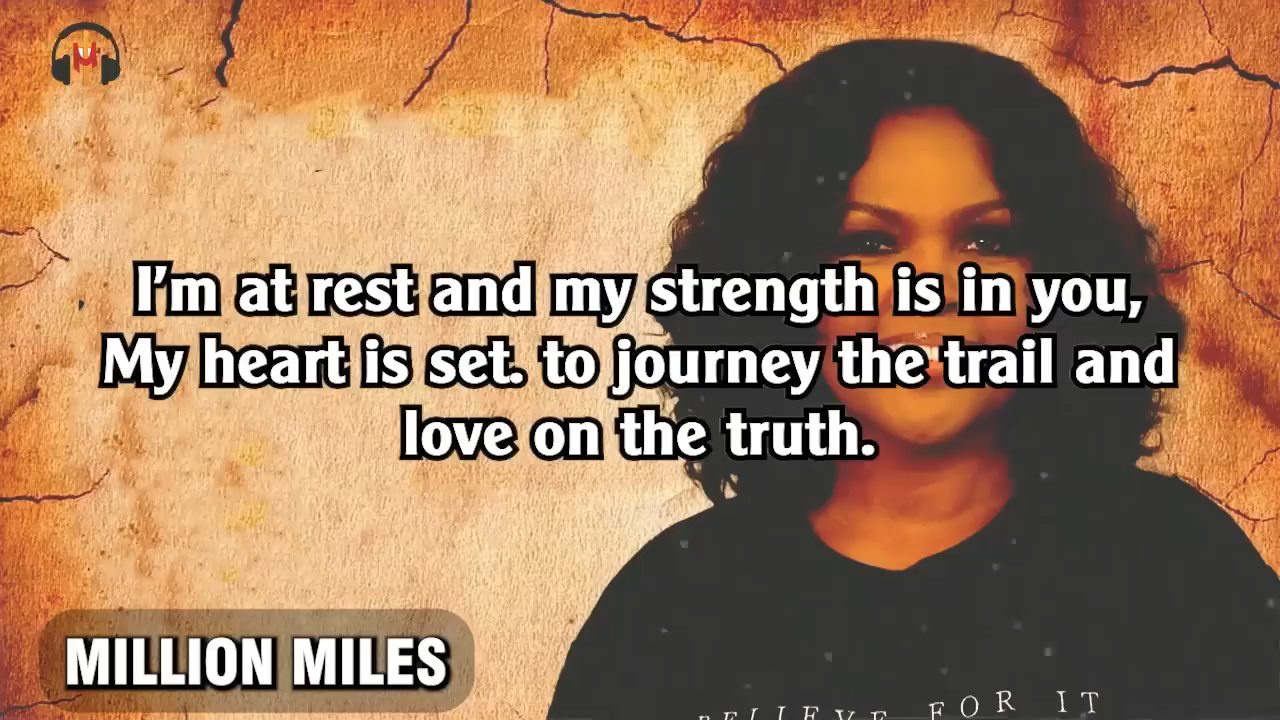 I'm at rest and my strength is in you,
My heart is set. to journey the trail and
love on the truth.
MILLION MILES
BELIEVE FOR IT